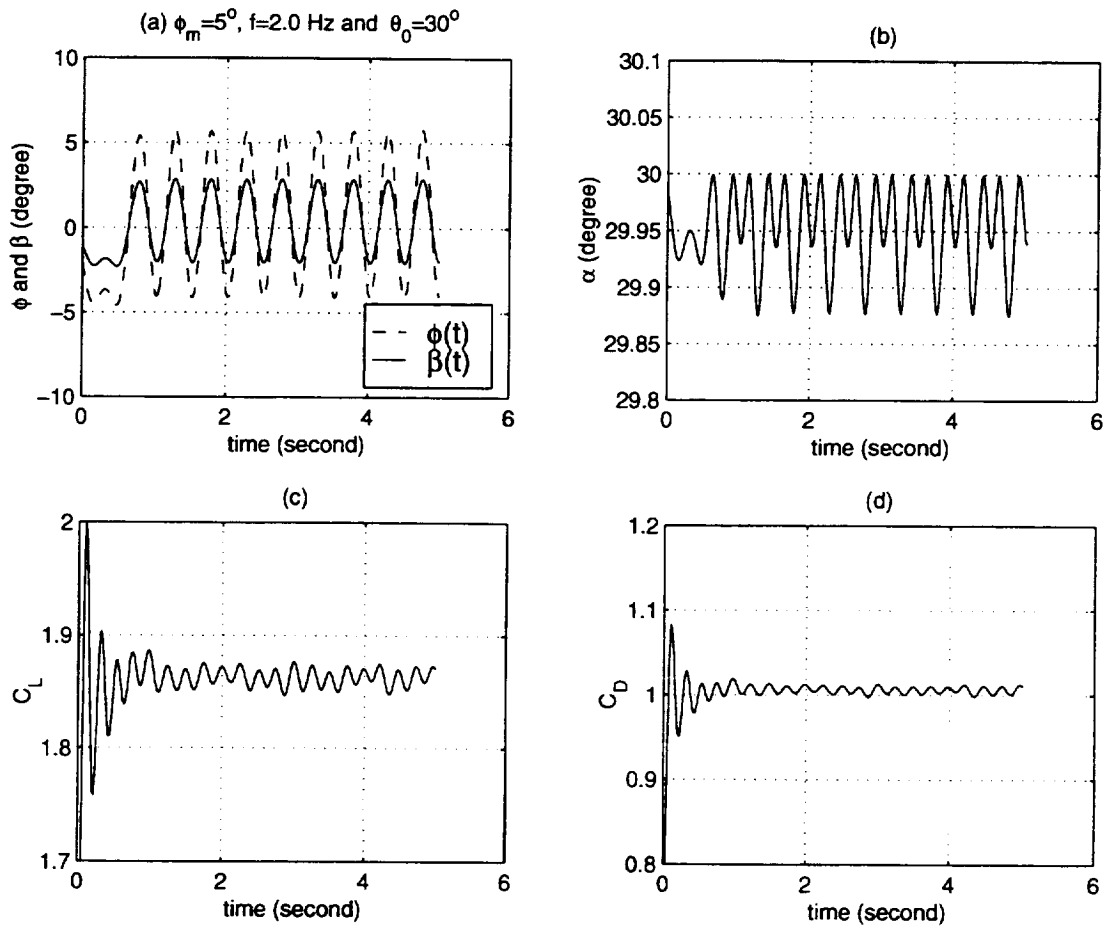 (a) ϕm=5°, f=2.0 Hz and θ0=30°
10
5
0
−5
−10
ϕ and β (degree)
ϕ(t)
β(t)
0 2 4 6
time (second)
(b)
30.1
30.05
30
29.95
29.9
29.85
29.8
α (degree)
0 2 4 6
time (second)
(c)
2
1.9
1.8
1.7
CL
0 2 4 6
time (second)
(d)
1.2
1.1
1
0.9
0.8
CD
0 2 4 6
time (second)